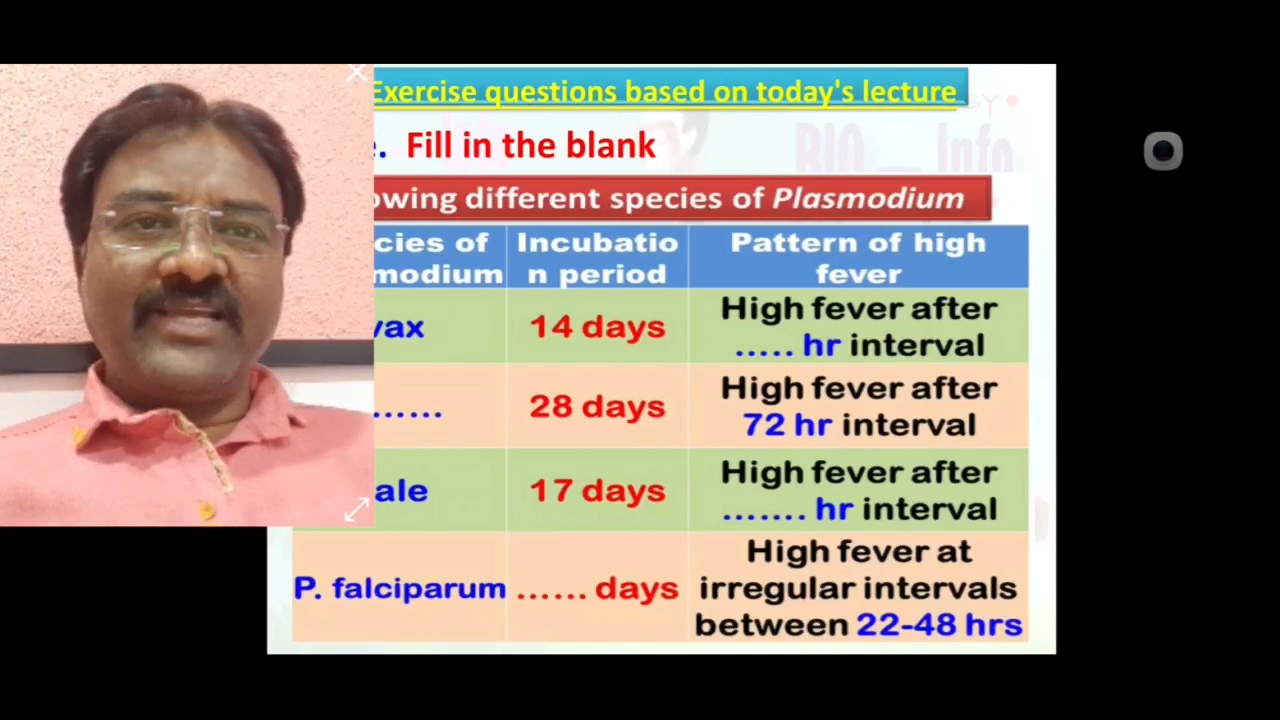 Exercise questions based on today's lecture
e. Fill in the blank
owing different species of Plasmodium
cies of
modium
Incubatio
n period
Pattern of high
fever
vax
14 days
High fever after
..... hr interval
......
28 days
High fever after
72 hr interval
ale
17 days
High fever after
....... hr interval
P. falciparum
...... days
High fever at
irregular intervals
between 22-48 hrs
BIO Info